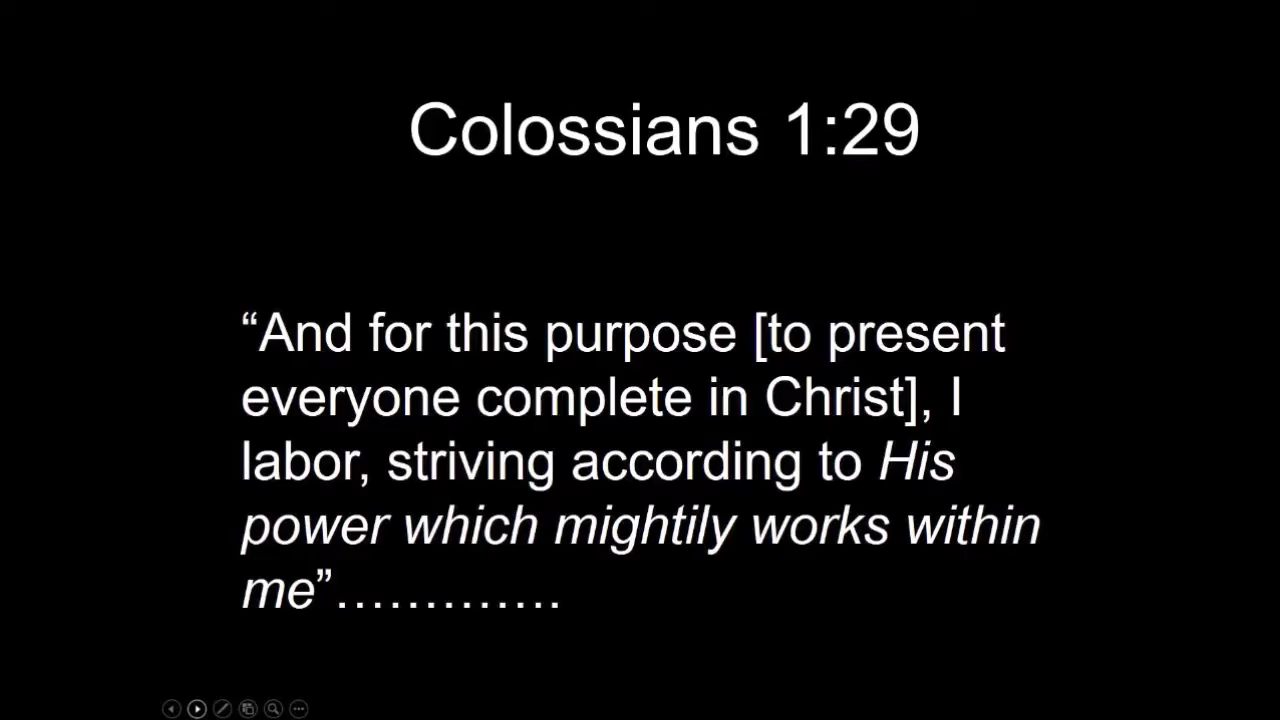 Colossians 1:29
“And for this purpose [to present
everyone complete in Christ], I
labor, striving according to His
power which mightily works within
me”.............